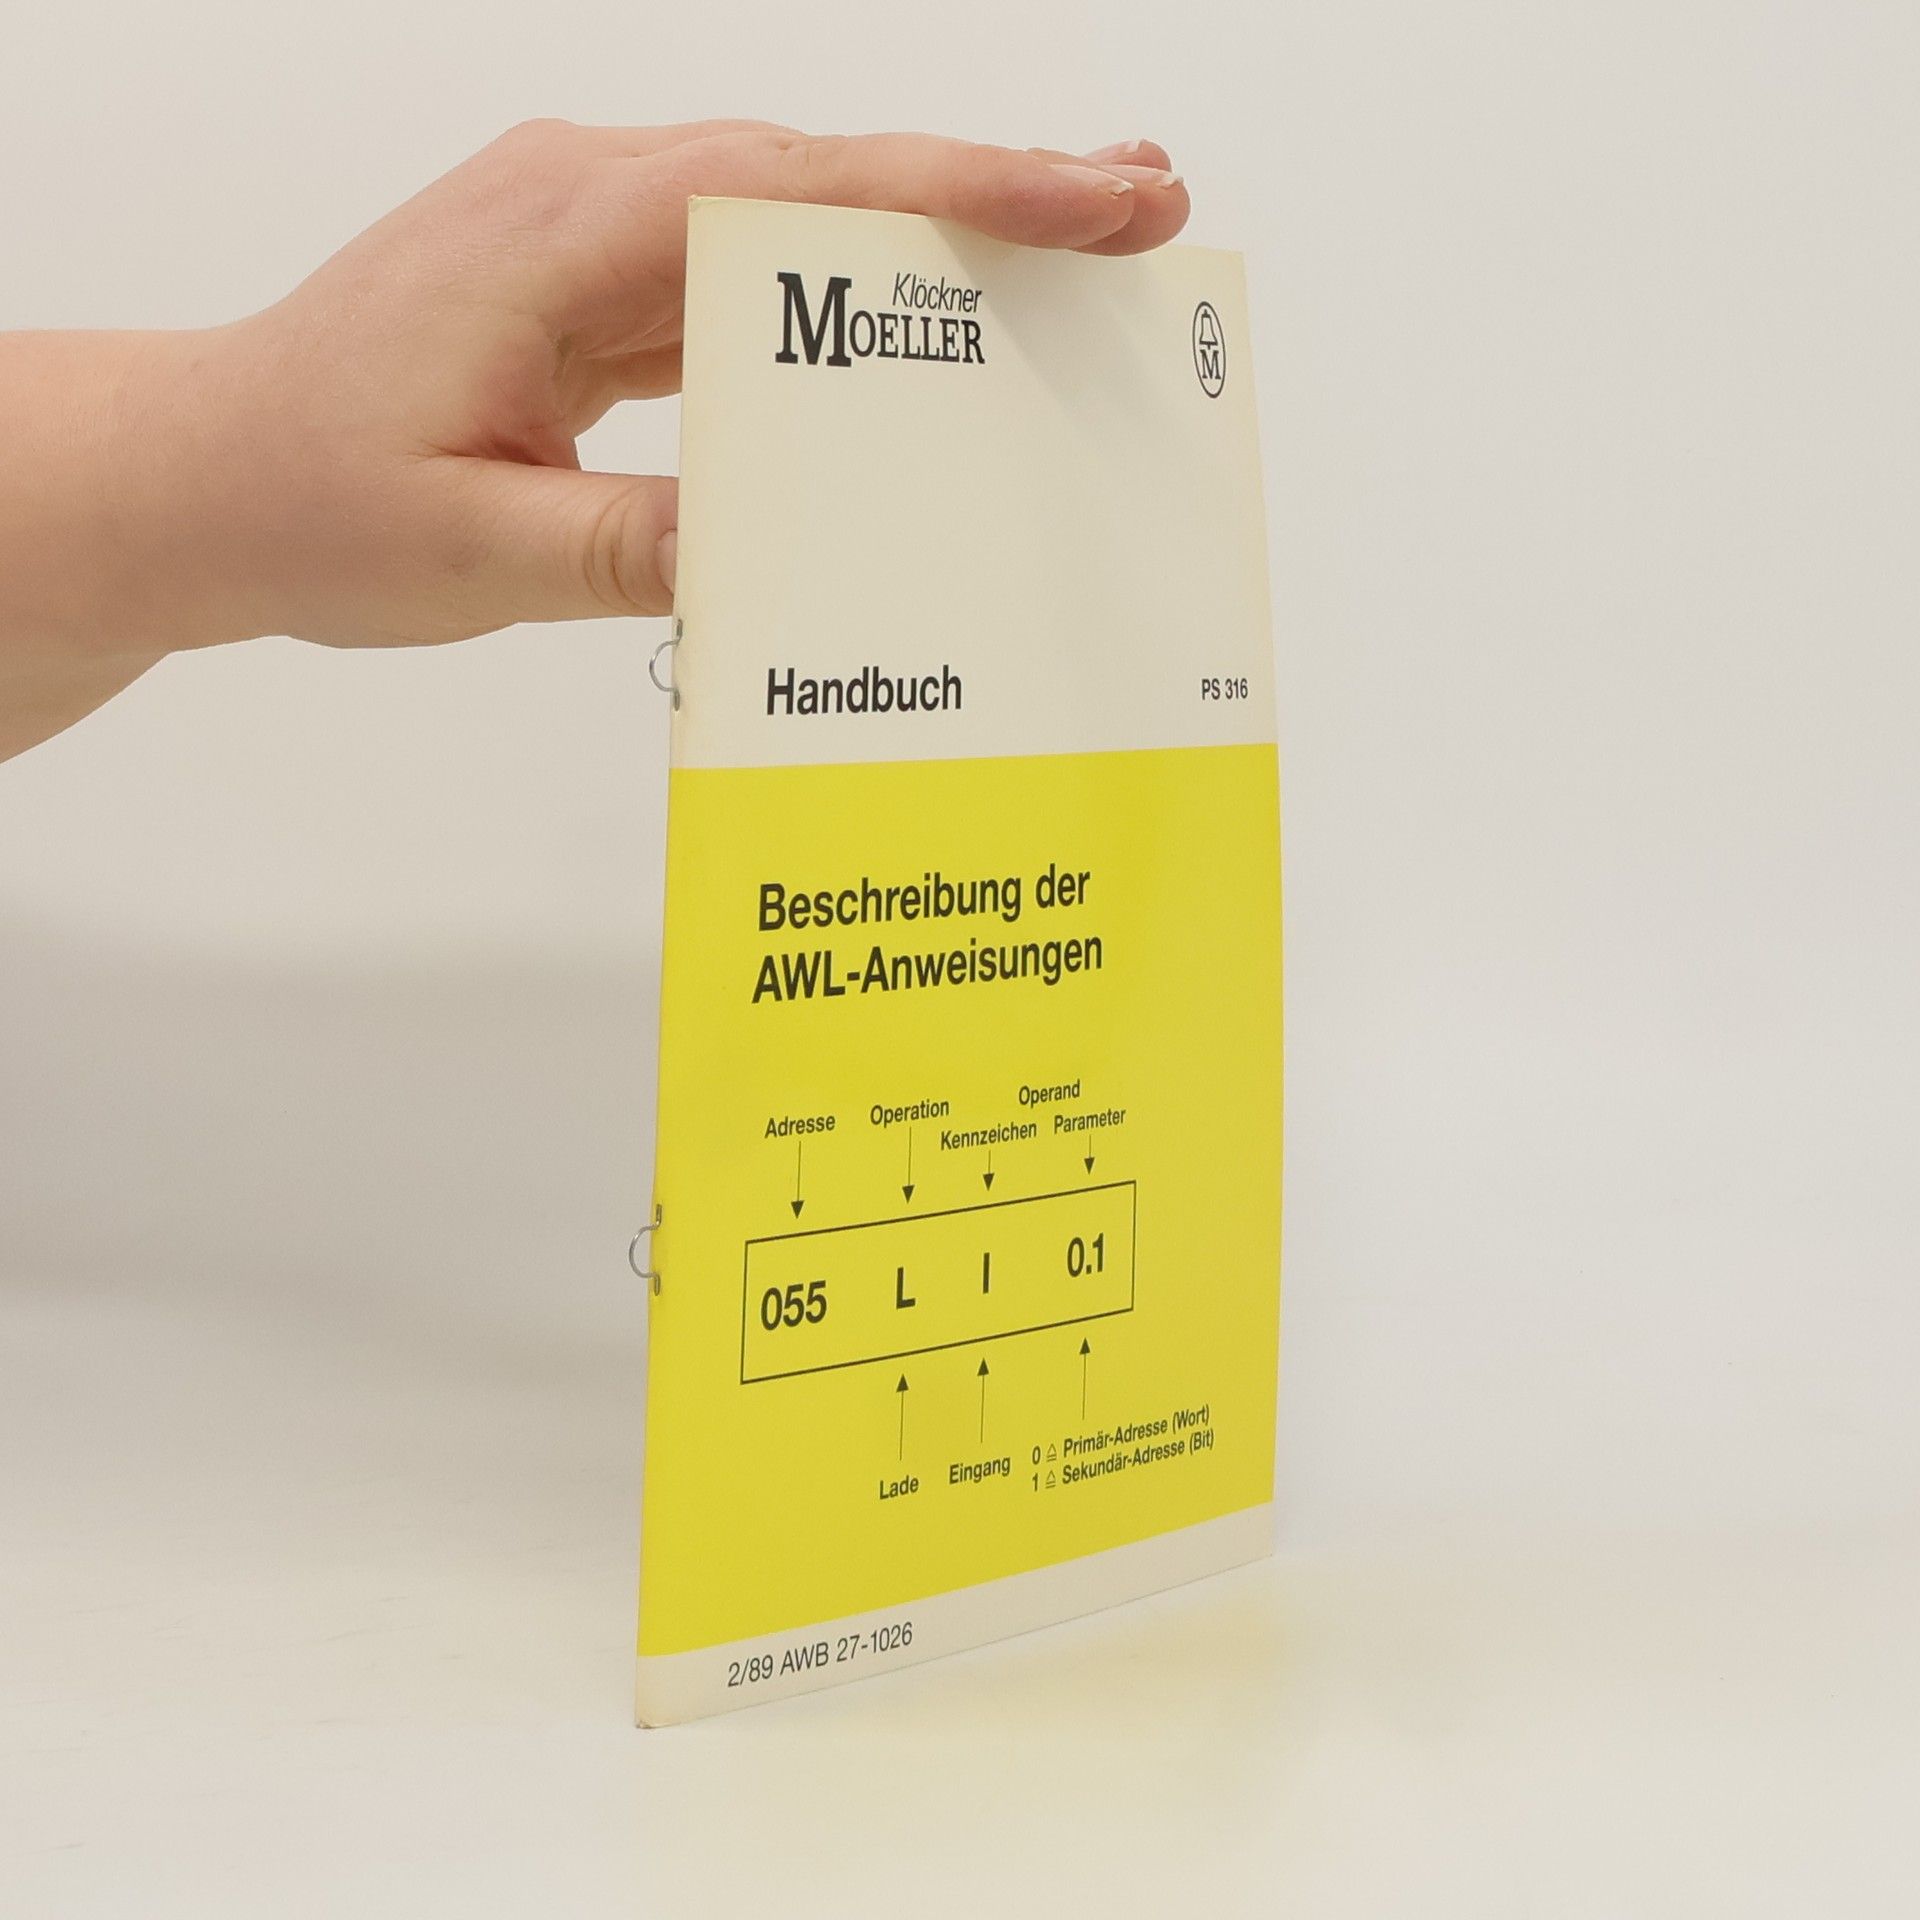 Klöckner
MOELLER
M
Handbuch
PS 316
Beschreibung der
AWL-Anweisungen
Operand
Adresse Operation Kennzeichen Parameter
055 L I 0.1
Lade Eingang 0 ≙ Primär-Adresse (Wort)
1 ≙ Sekundär-Adresse (Bit)
2/89 AWB 27-1026